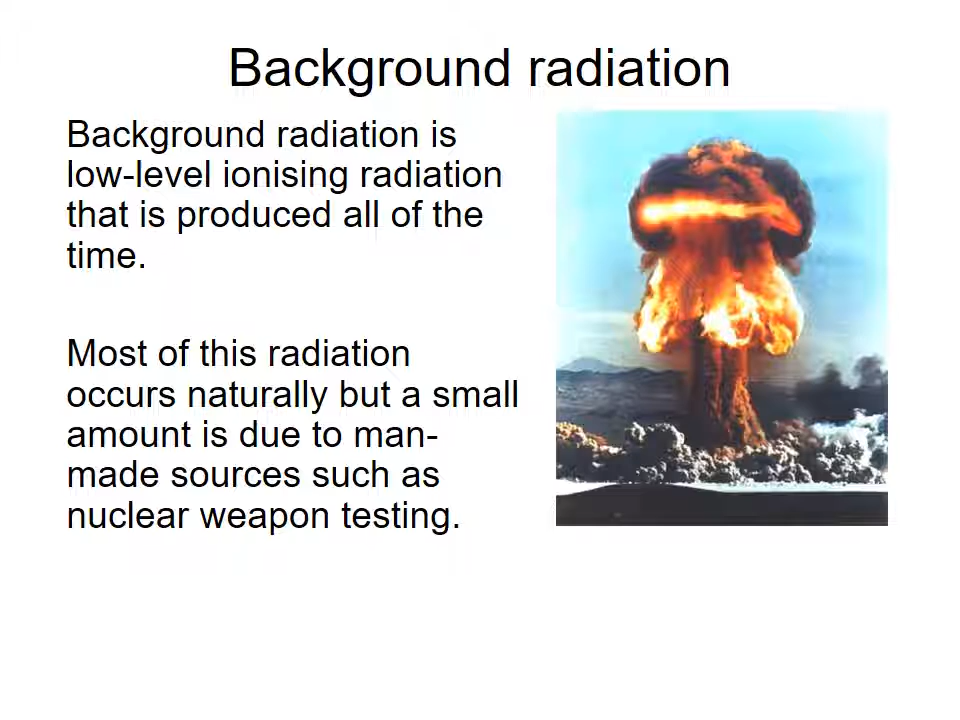 Background radiation
Background radiation is
low-level ionising radiation
that is produced all of the
time.
Most of this radiation
occurs naturally but a small
amount is due to man-
made sources such as
nuclear weapon testing.